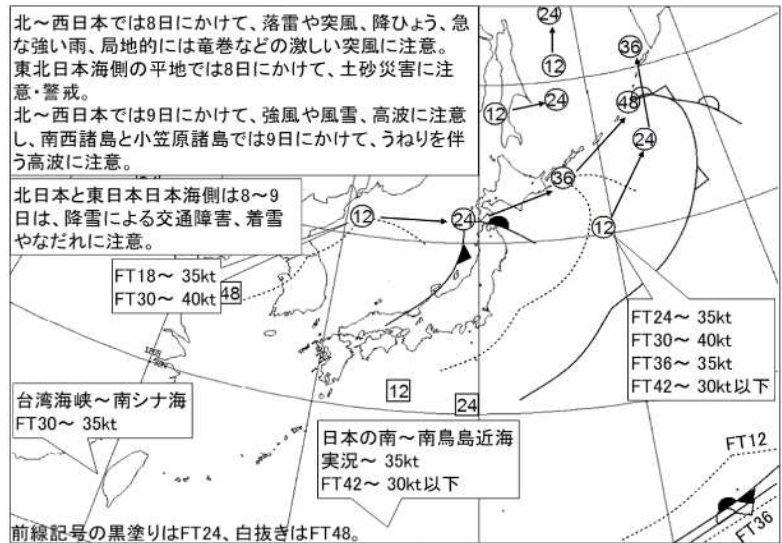 北～西日本では8日にかけて、落雷や突風、降ひょう、急
な強い雨、局地的には竜巻などの激しい突風に注意。
東北日本海側の平地では8日にかけて、土砂災害に注
意・警戒。
北～西日本では9日にかけて、強風や風雪、高波に注意
し、南西諸島と小笠原諸島では9日にかけて、うねりを伴
う高波に注意。
北日本と東日本日本海側は8～9
日は、降雪による交通障害、着雪
やなだれに注意。
24
12
36
12
24
48
24
36
12
24
12
FT18～ 35kt
FT30～ 40kt
48
FT24～ 35kt
FT30～ 40kt
FT36～ 35kt
FT42～ 30kt以下
台湾海峡～南シナ海
FT30～ 35kt
12
24
日本の南～南鳥島近海
実況～ 35kt
FT42～ 30kt以下
FT12
FT36
前線記号の黒塗りはFT24、白抜きはFT48。